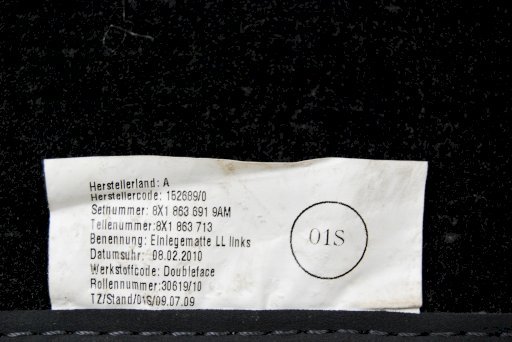 Herstellerland: A
Herstellercode: 152689/0
Setnummer: 8X1 863 691 9AM
Teilenummer:8X1 863 713
Benennung: Einlegematte LL links
Datumsuhr: 08.02.2010
Werkstoffcode: Doubleface
Rollennummer:30619/10
TZ/Stand/01S/09.07.09
01S